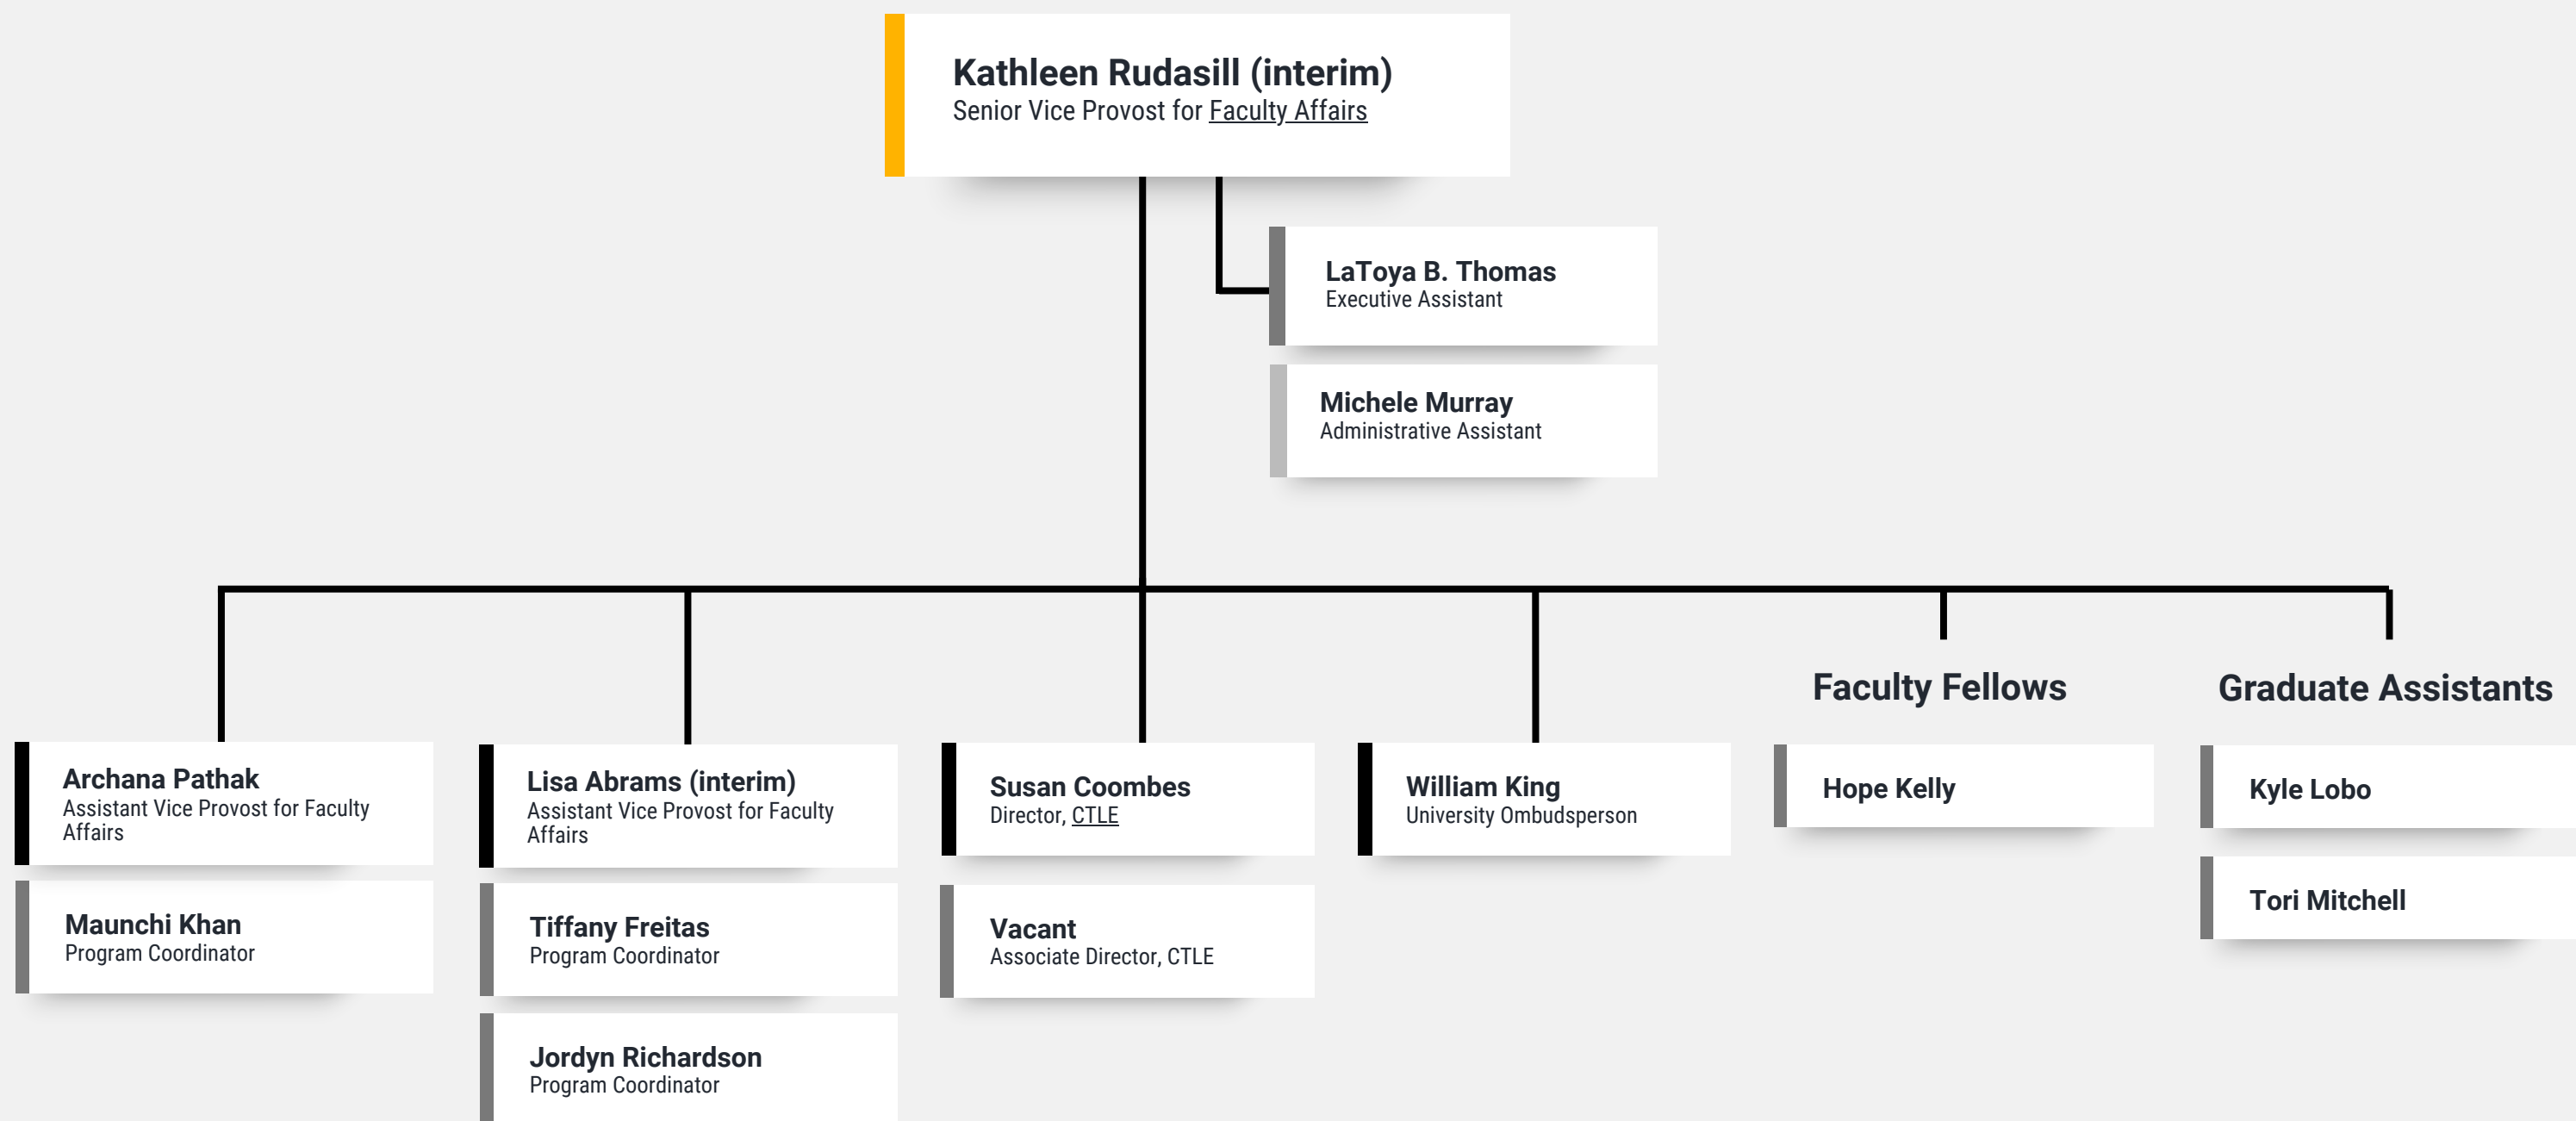 Kathleen Rudasill (interim)
Senior Vice Provost for Faculty Affairs
LaToya B. Thomas
Executive Assistant
Michele Murray
Administrative Assistant
Archana Pathak
Assistant Vice Provost for Faculty
Affairs
Maunchi Khan
Program Coordinator
Lisa Abrams (interim)
Assistant Vice Provost for Faculty
Affairs
Tiffany Freitas
Program Coordinator
Jordyn Richardson
Program Coordinator
Susan Coombes
Director, CTLE
Vacant
Associate Director, CTLE
William King
University Ombudsperson
Faculty Fellows
Hope Kelly
Graduate Assistants
Kyle Lobo
Tori Mitchell